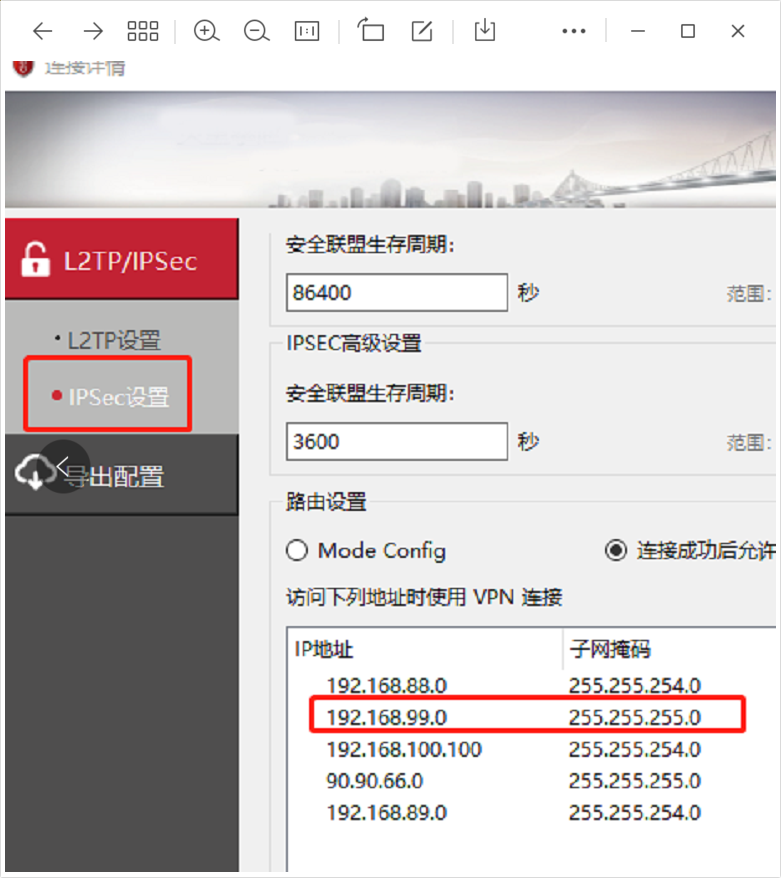 连接详情
L2TP/IPSec
L2TP设置
IPSec设置
导出配置
安全联盟生存周期:
86400 秒 范围:
IPSEC高级设置
安全联盟生存周期:
3600 秒 范围:
路由设置
Mode Config 连接成功后允许
访问下列地址时使用 VPN 连接
IP地址 子网掩码
192.168.88.0 255.255.254.0
192.168.99.0 255.255.255.0
192.168.100.100 255.255.254.0
90.90.66.0 255.255.255.0
192.168.89.0 255.255.254.0